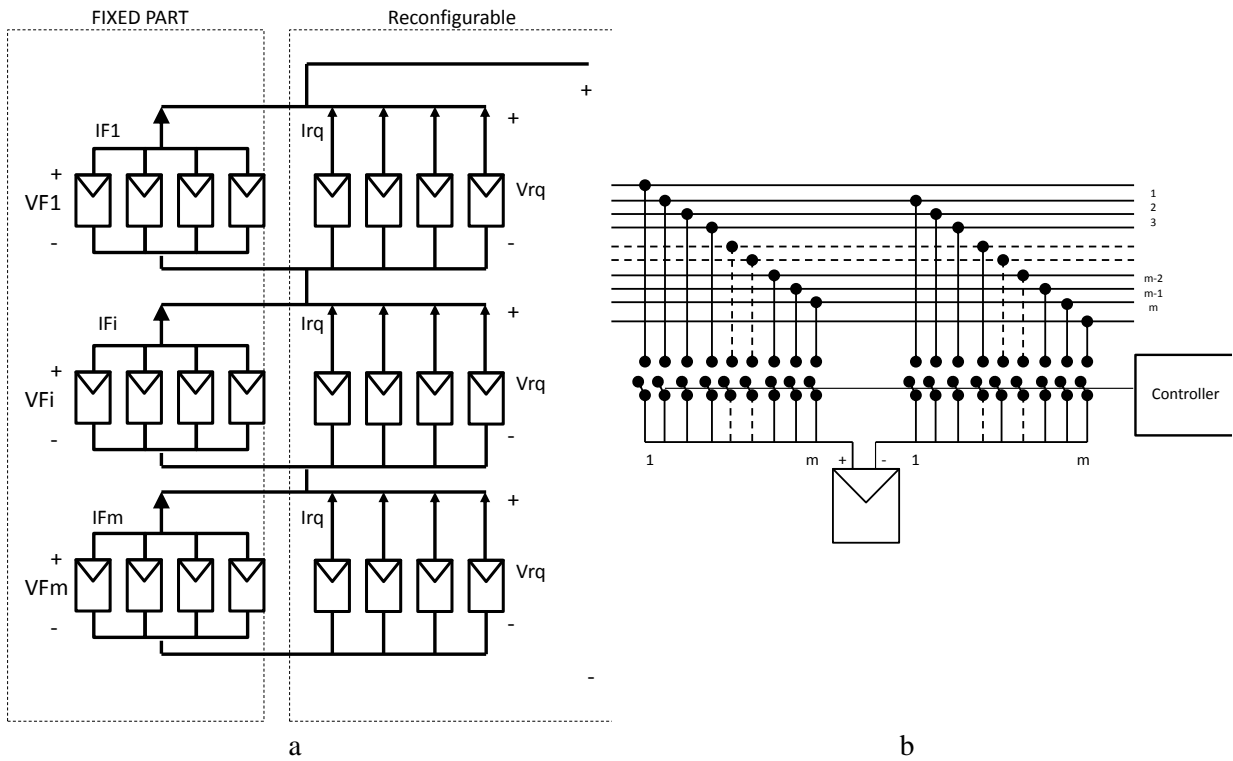 FIXED PART
Reconfigurable
+
IF1
Irq
+
+
VF1
Vrq
-
-
IFi
Irq
+
+
VFi
Vrq
-
-
IFm
Irq
+
+
VFm
Vrq
-
-
-
a
1
2
3
m-2
m-1
m
Controller
1
m
+
-
1
m
b